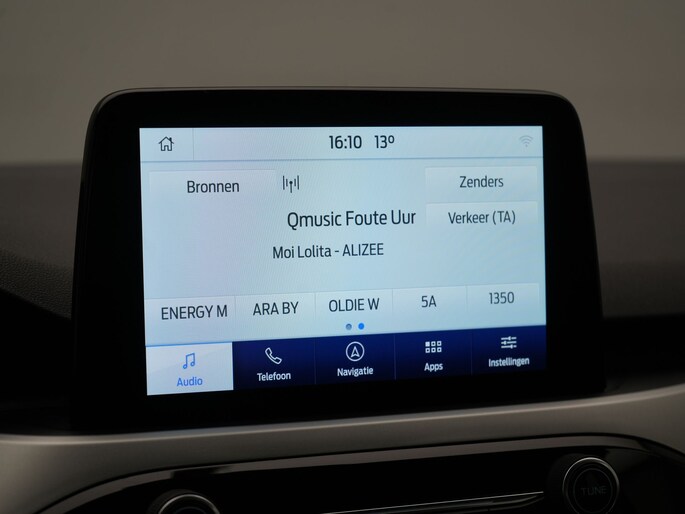 16:10 13°
Bronnen
Zenders
Qmusic Foute Uur
Verkeer (TA)
Moi Lolita - ALIZEE
ENERGY M ARA BY OLDIE W 5A 1350
Audio Telefoon Navigatie Apps Instellingen
TUNE